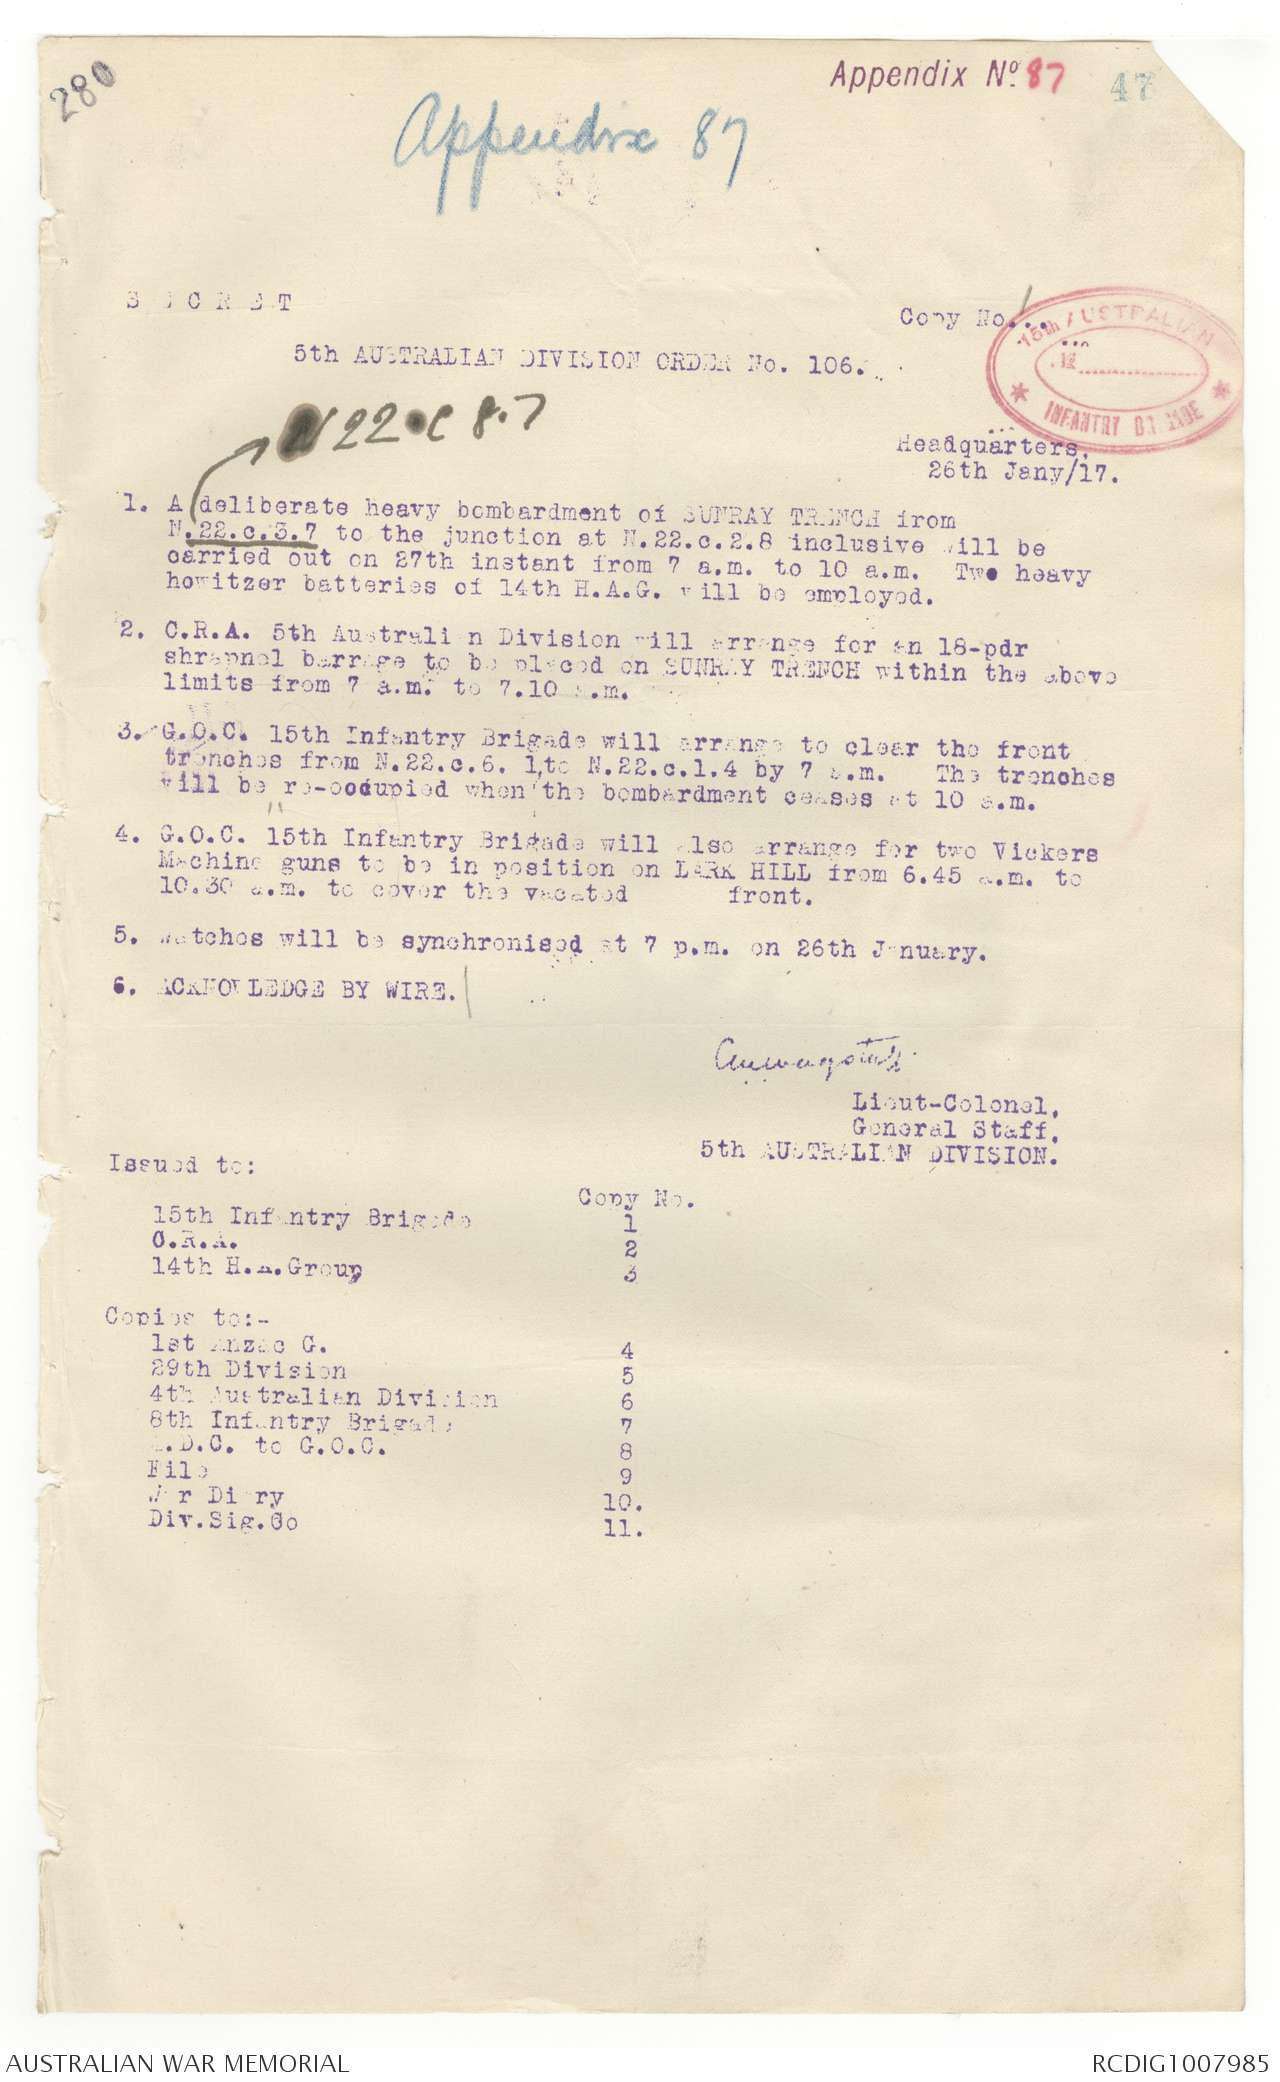 280
Appendix No. 87
47
Appendix 87
SECRET
Copy No. 1
15th AUSTRALIAN
INFANTRY BRIGADE
5th AUSTRALIAN DIVISION ORDER No. 106.
N 22.c 8.7
Headquarters,
26th Jany/17.
1. A deliberate heavy bombardment of SUNRAY TRENCH from
N.22.c.3.7 to the junction at N.22.c.2.8 inclusive will be
carried out on 27th instant from 7 a.m. to 10 a.m. Two heavy
howitzer batteries of 14th H.A.G. will be employed.
2. C.R.A. 5th Australian Division will arrange for an 18-pdr
shrapnel barrage to be placed on SUNRAY TRENCH within the above
limits from 7 a.m. to 7.10 a.m.
3. G.O.C. 15th Infantry Brigade will arrange to clear the front
trenches from N.22.c.6. 1, to N.22.c.1.4 by 7 a.m. The trenches
will be re-occupied when the bombardment ceases at 10 a.m.
4. G.O.C. 15th Infantry Brigade will also arrange for two Vickers
Machine guns to be in position on LARK HILL from 6.45 a.m. to
10.30 a.m. to cover the vacated front.
5. Watches will be synchronised at 7 p.m. on 26th January.
6. ACKNOWLEDGE BY WIRE.
Lieut-Colonel,
General Staff,
5th AUSTRALIAN DIVISION.
Issued to:
Copy No.
15th Infantry Brigade 1
C.R.A. 2
14th H.A.Group, 3
Copies to:-
1st Anzac G. 4
29th Division 5
4th Australian Division 6
8th Infantry Brigade 7
A.D.C. to G.O.C. 8
File 9
War Diary 10.
Div.Sig.Co 11.
AUSTRALIAN WAR MEMORIAL
RCDIG1007985